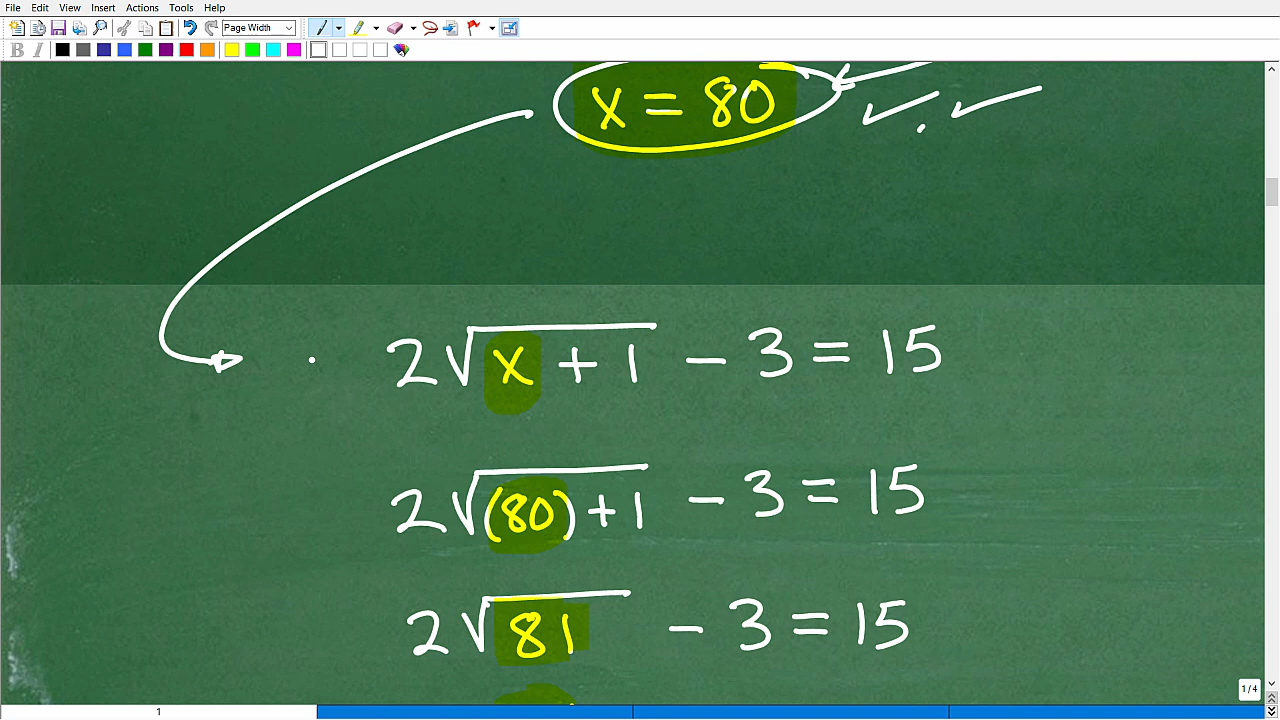 File Edit View Insert Actions Tools Help
Page Width
B I
x = 80
2√x + 1 - 3 = 15
2√(80) + 1 - 3 = 15
2√81 - 3 = 15
1/4
1